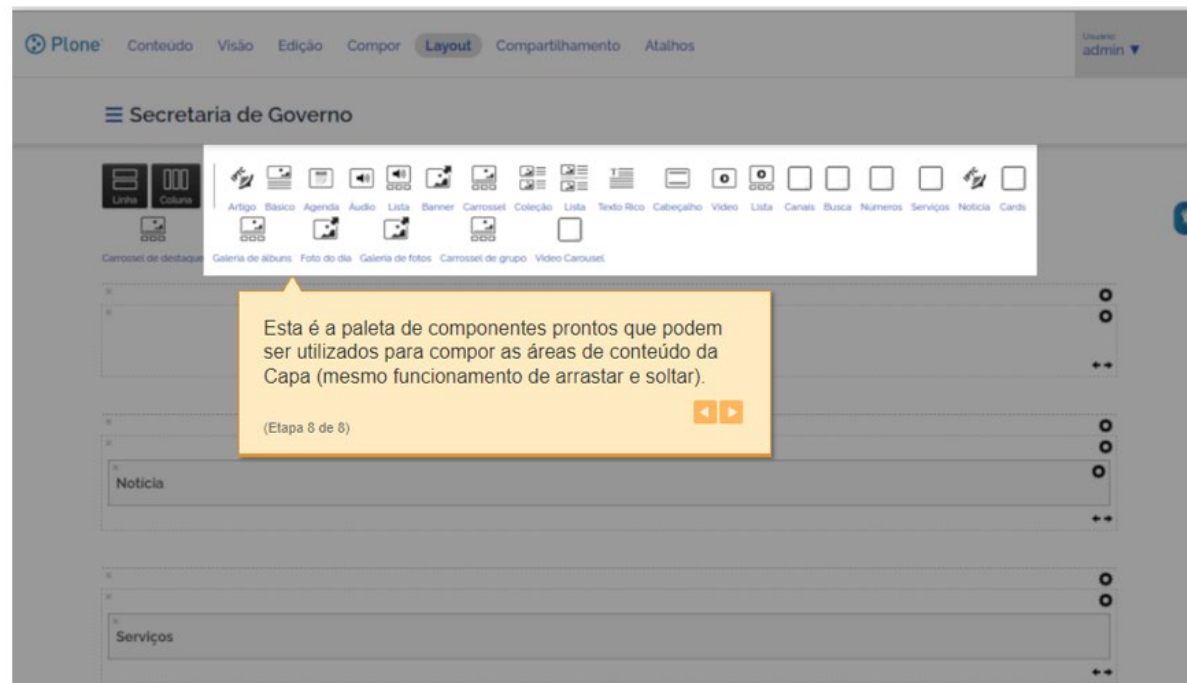 Plone
Conteúdo Visão Edição Compor Layout Compartilhamento Atalhos
Usuário
admin ▼
Secretaria de Governo
Linha Coluna
Artigo Básico Agenda Áudio Lista Banner Carrossel Coleção Lista Texto Rico Cabeçalho Video Lista Canais Busca Números Serviços Notícia Cards
Carrossel de destaque Galeria de álbuns Foto do dia Galeria de fotos Carrossel de grupo Video Carousel
Esta é a paleta de componentes prontos que podem
ser utilizados para compor as áreas de conteúdo da
Capa (mesmo funcionamento de arrastar e soltar).
(Etapa 8 de 8)
Notícia
Serviços